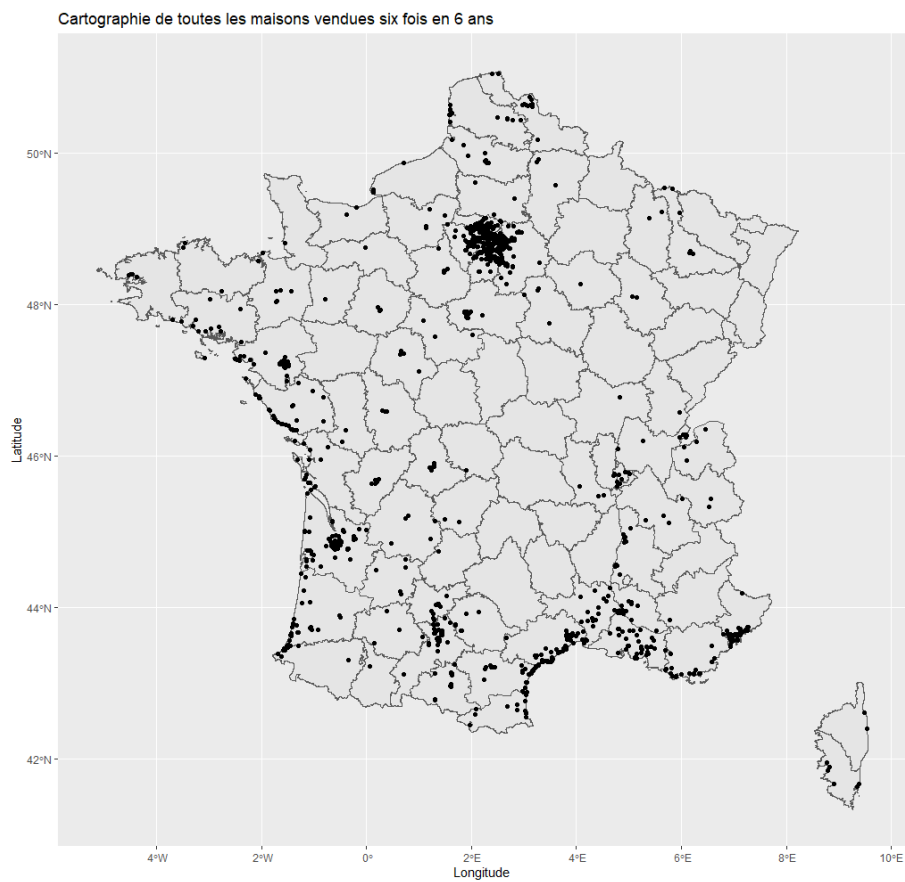 Cartographie de toutes les maisons vendues six fois en 6 ans
50°N
48°N
46°N
44°N
42°N
Latitude
4°W
2°W
0°
2°E
4°E
6°E
8°E
10°E
Longitude